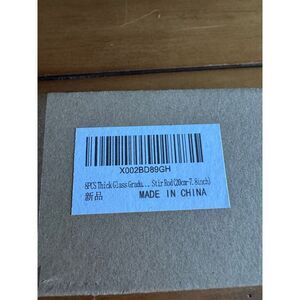 X002BD89GH
8PCS Thick Glass Gradu... Stir Rod(20cm-7.8inch)
新品 MADE IN CHINA